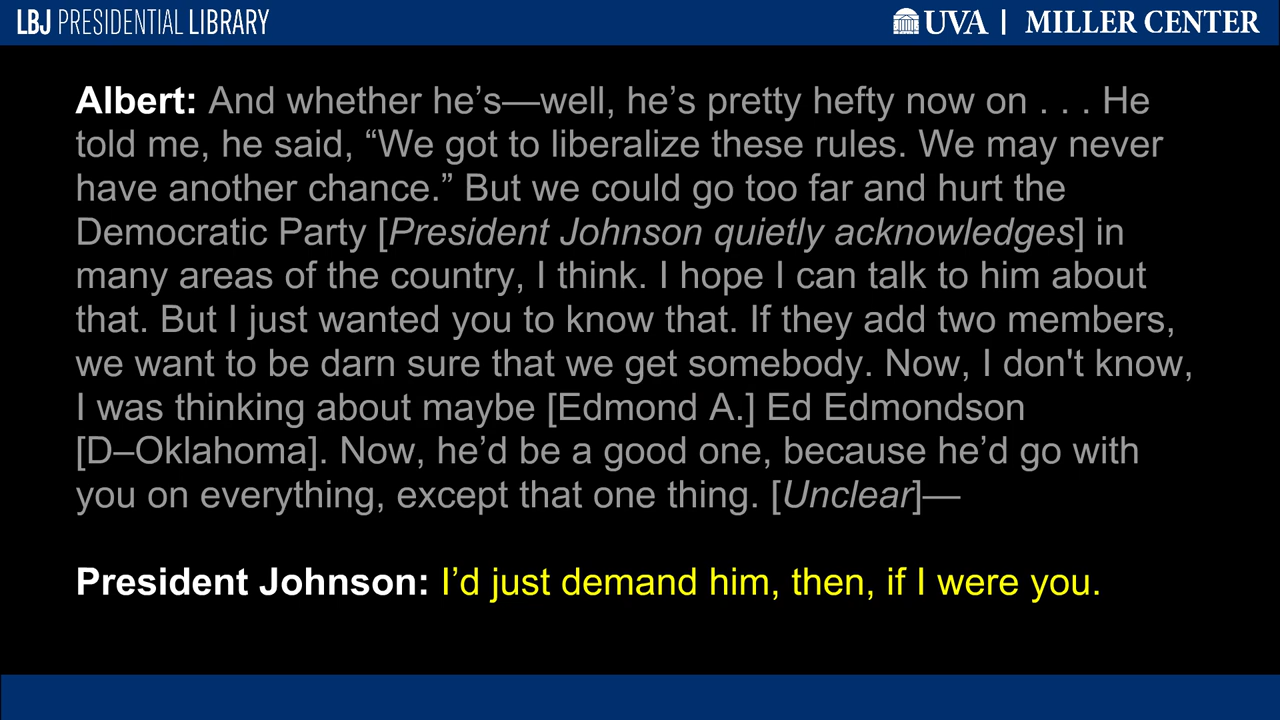 LBJ PRESIDENTIAL LIBRARY
UVA | MILLER CENTER
Albert: And whether he’s—well, he’s pretty hefty now on . . . He
told me, he said, “We got to liberalize these rules. We may never
have another chance.” But we could go too far and hurt the
Democratic Party [President Johnson quietly acknowledges] in
many areas of the country, I think. I hope I can talk to him about
that. But I just wanted you to know that. If they add two members,
we want to be darn sure that we get somebody. Now, I don't know,
I was thinking about maybe [Edmond A.] Ed Edmondson
[D–Oklahoma]. Now, he’d be a good one, because he’d go with
you on everything, except that one thing. [Unclear]—
President Johnson: I’d just demand him, then, if I were you.